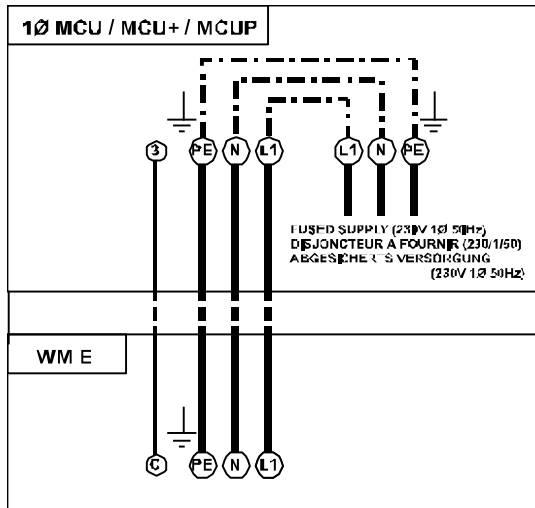 1Ø MCU / MCU+ / MCUP
3 PE N L1 L1 N PE
FUSED SUPPLY (230V 1Ø 50Hz)
DISJONCTEUR A FOURNIR (230/1/50)
VERSORGUNG
(230V 1Ø 50Hz)
WM E
C PE N L1